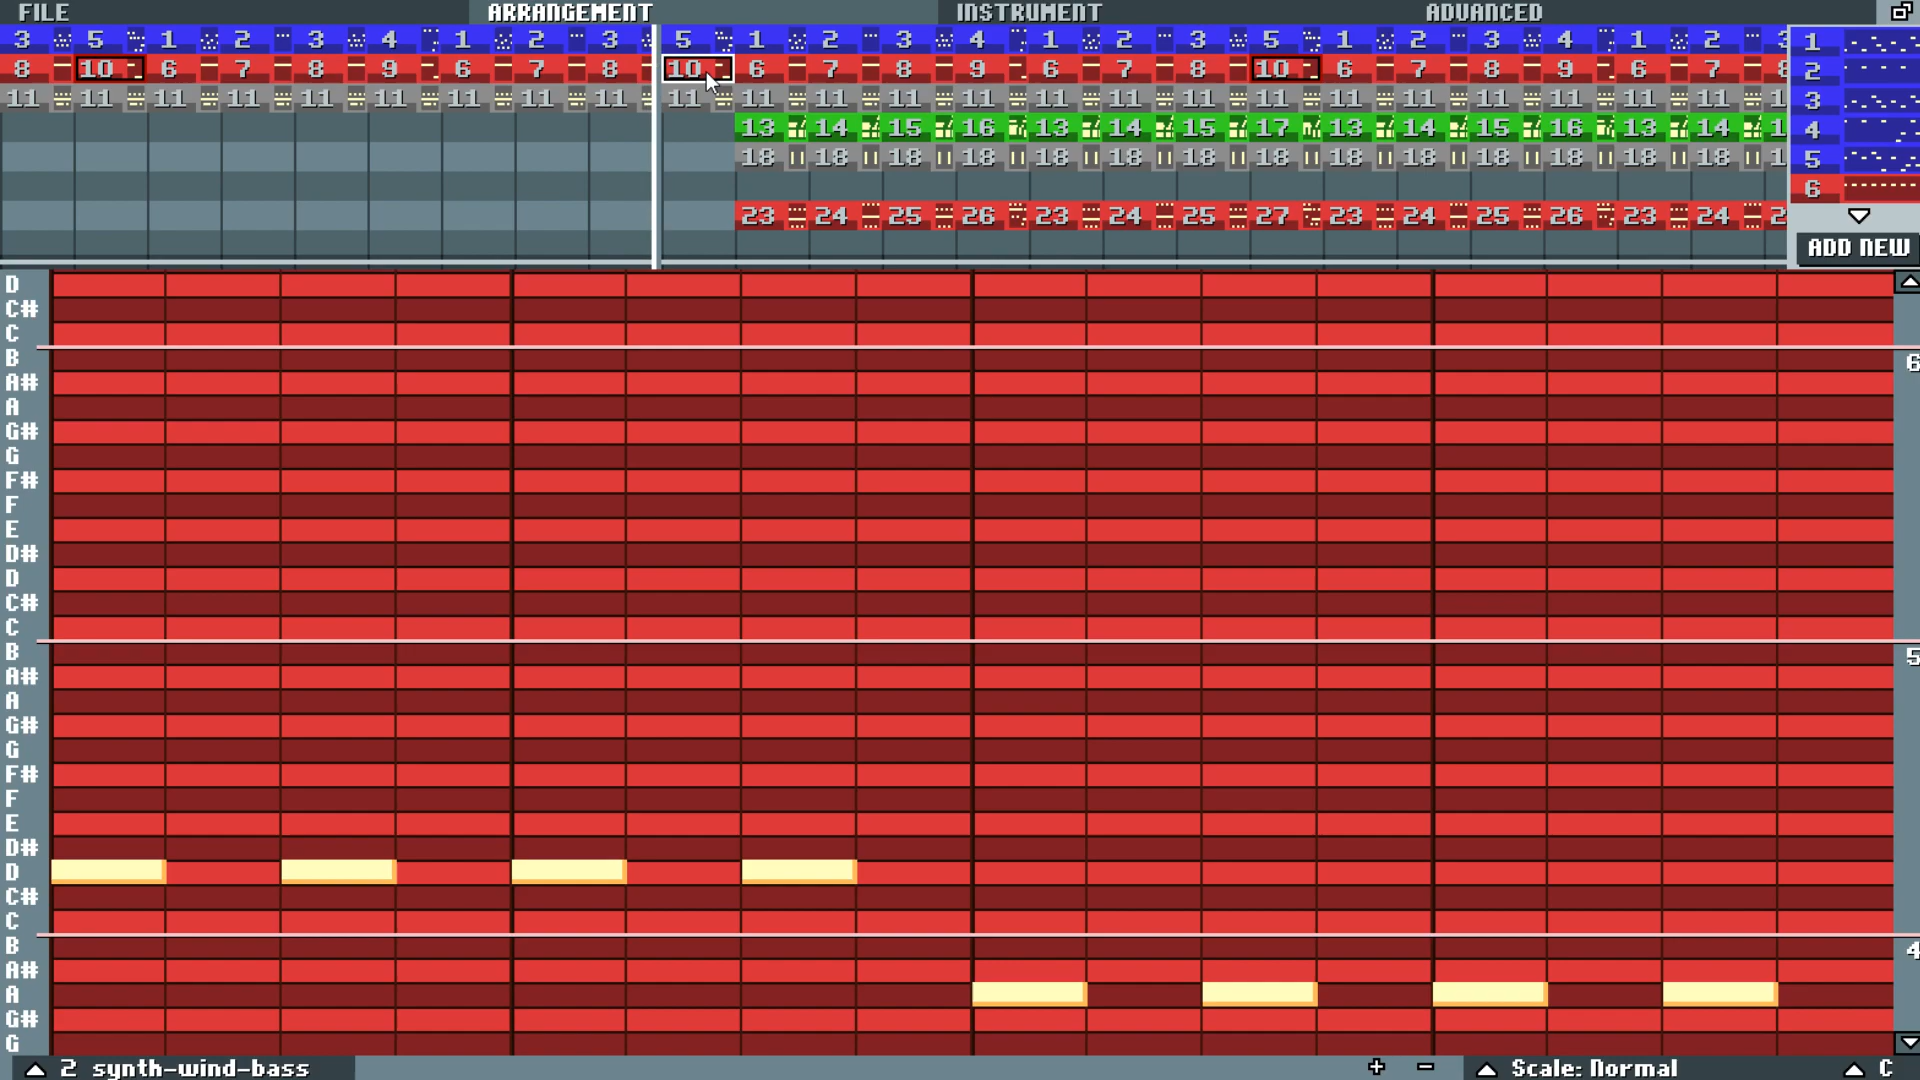 FILE ARRANGEMENT INSTRUMENT ADVANCED
3 5 1 2 3 4 1 2 3 5 1 2 3 4 1 2 3 5 1 2 3 4 1 2 3 1
8 10 6 7 8 9 6 7 8 10 6 7 8 9 6 7 8 10 6 7 8 9 6 7 8 2
11 11 11 11 11 11 11 11 11 11 11 11 11 11 11 11 11 11 11 11 11 11 11 11 1 3
13 14 15 16 13 14 15 17 13 14 15 16 13 14 1 4
18 18 18 18 18 18 18 18 18 18 18 18 18 18 1 5
6
23 24 25 26 23 24 25 27 23 24 25 26 23 24 2
ADD NEW
D
C#
C
B
6
A#
A
G#
G
F#
F
E
D#
D
C#
C
B
5
A#
A
G#
G
F#
F
E
D#
D
C#
C
B
4
A#
A
G#
G
2 synth-wind-bass + - Scale: Normal C